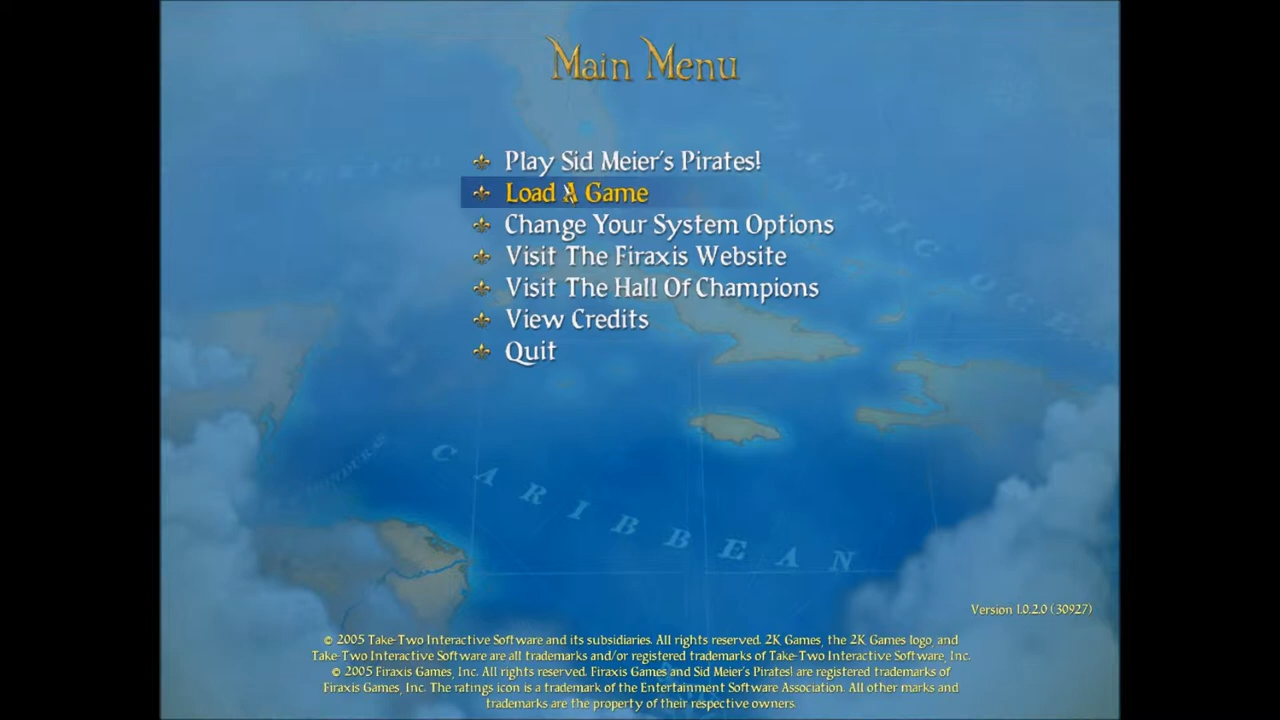 Main Menu
Play Sid Meier's Pirates!
Load A Game
Change Your System Options
Visit The Firaxis Website
Visit The Hall Of Champions
View Credits
Quit
HONDURAS
CARIBBEAN
Version 1.0.2.0 (30927)
© 2005 Take-Two Interactive Software and its subsidiaries. All rights reserved. 2K Games, the 2K Games logo, and
Take-Two Interactive Software are all trademarks and/or registered trademarks of Take-Two Interactive Software, Inc.
© 2005 Firaxis Games, Inc. All rights reserved. Firaxis Games and Sid Meier's Pirates! are registered trademarks of
Firaxis Games, Inc. The ratings icon is a trademark of the Entertainment Software Association. All other marks and
trademarks are the property of their respective owners.